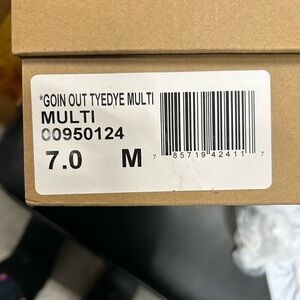 *GOIN OUT TYEDYE MULTI
MULTI
00950124
7.0 M
7 85719 42411 7